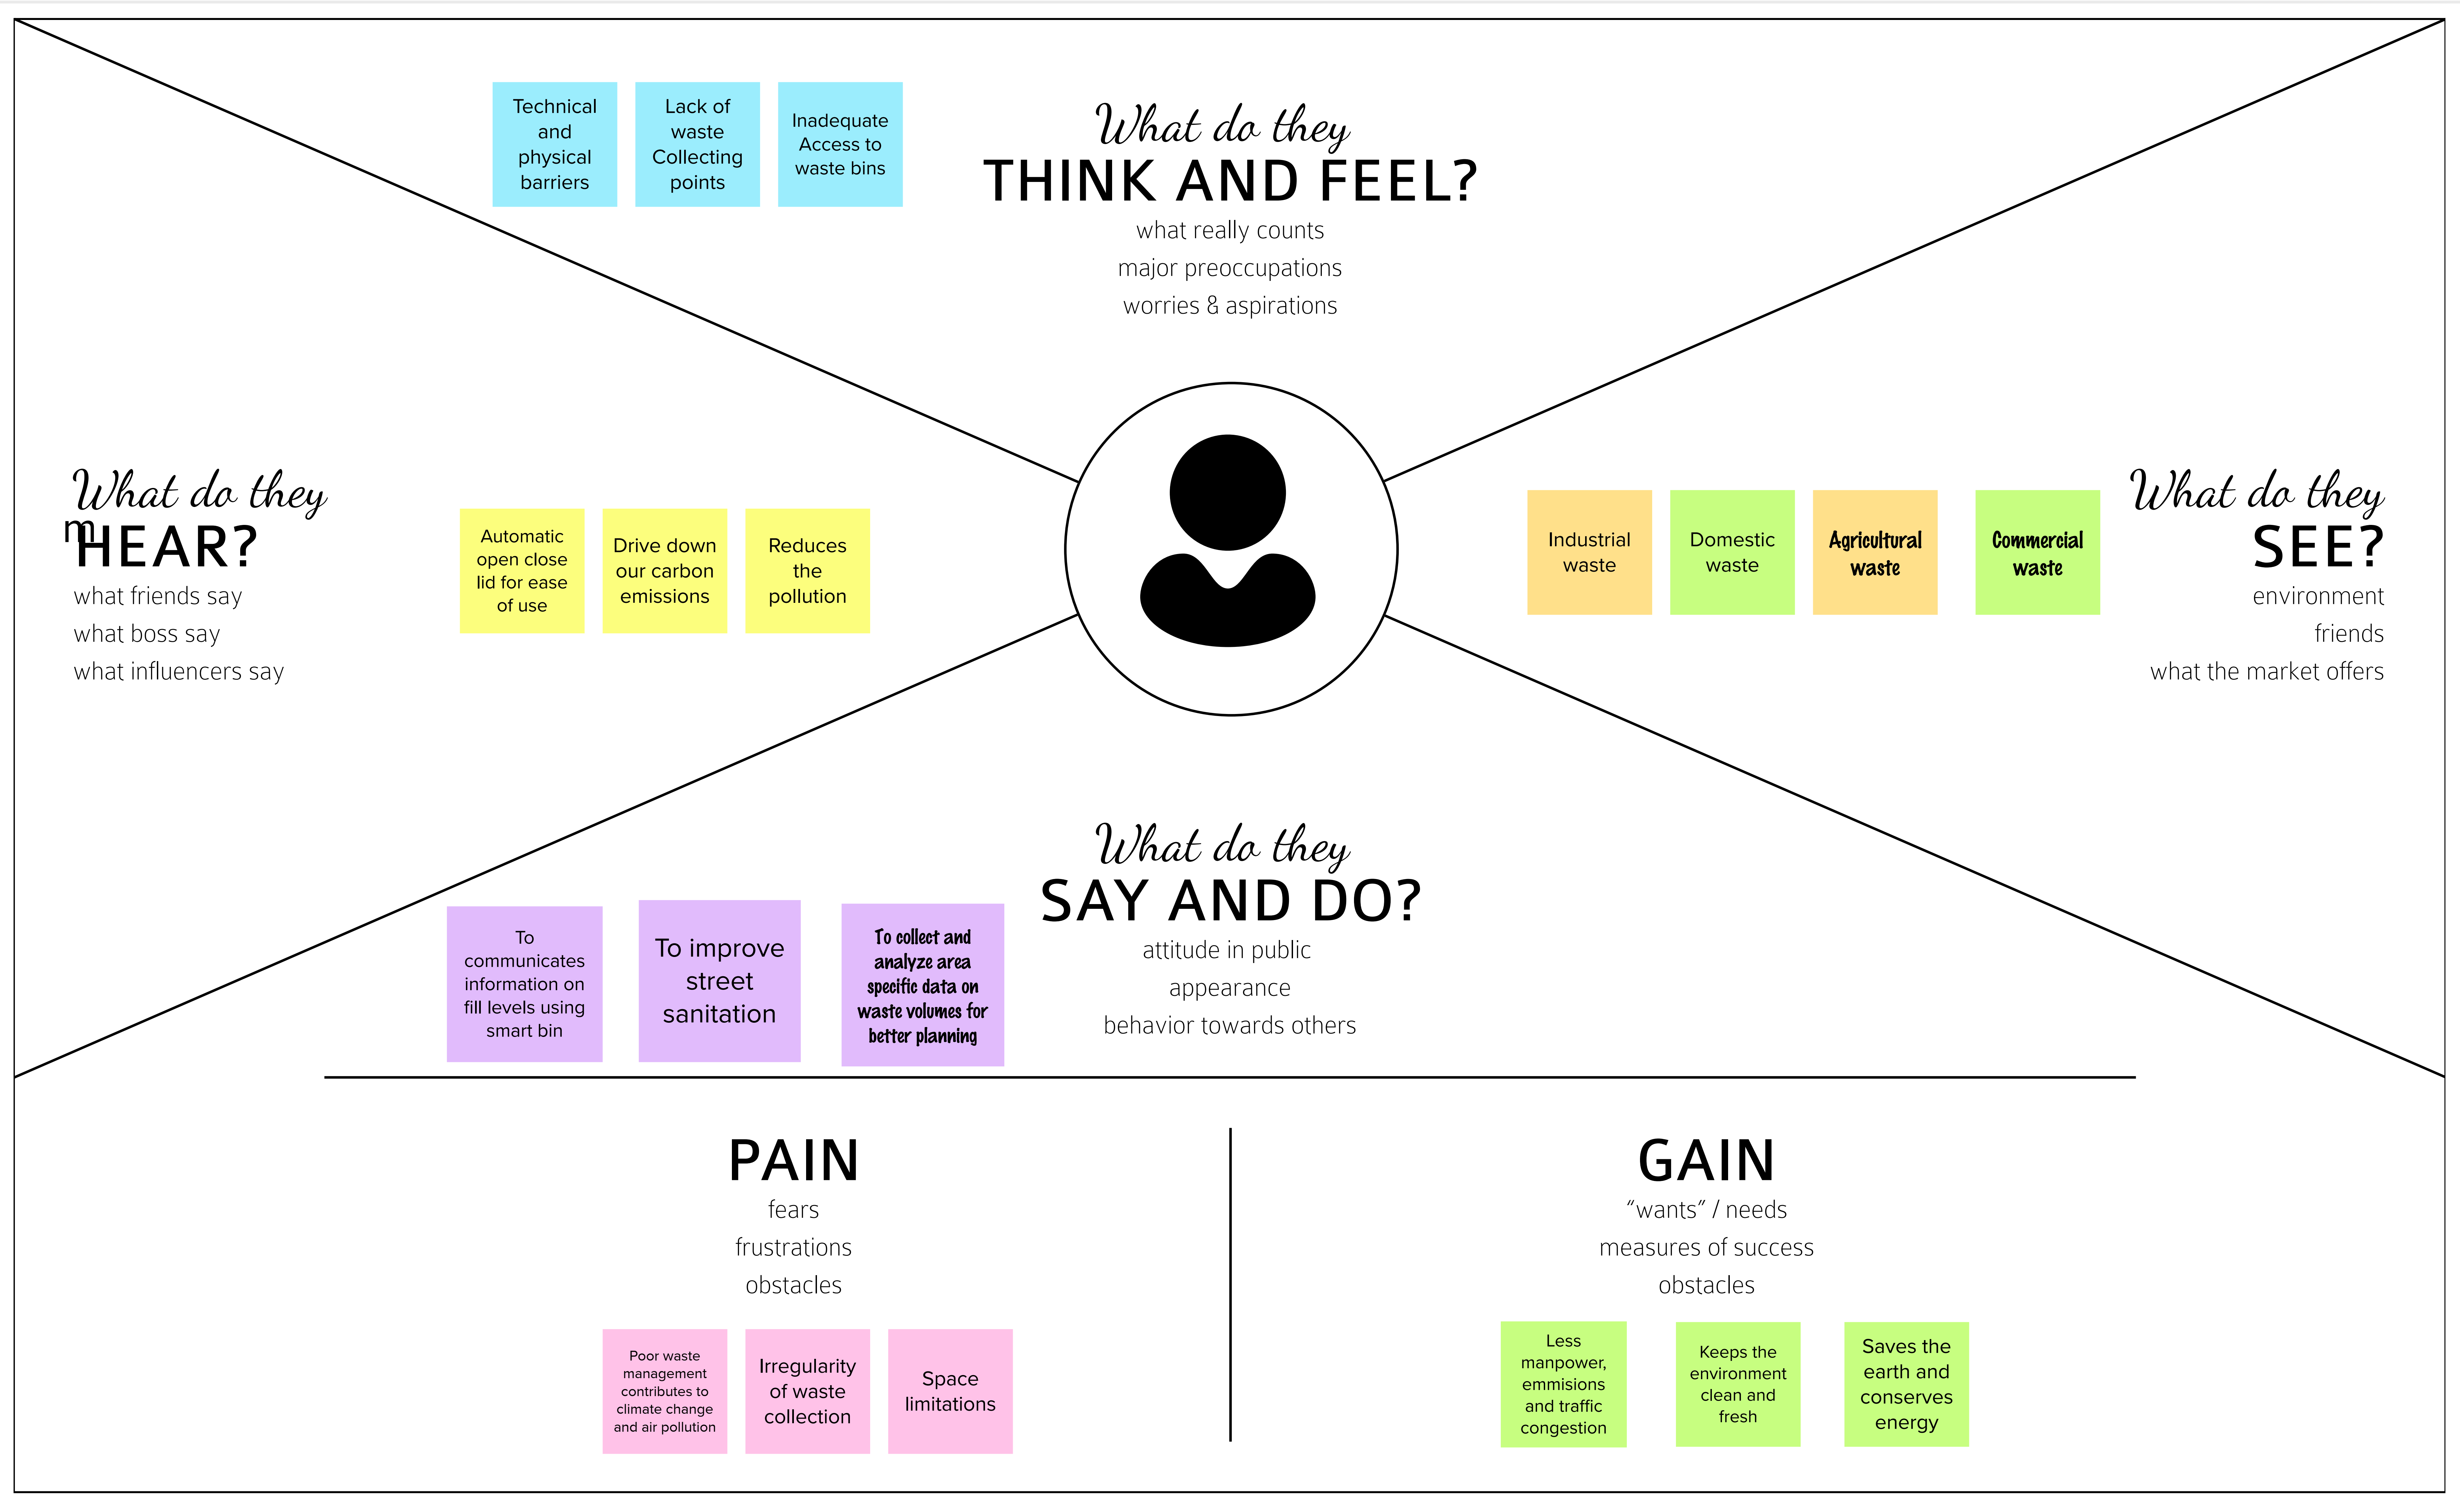 Technical
and
physical
barriers
Lack of
waste
Collecting
points
Inadequate
Access to
waste bins
What do they
THINK AND FEEL?
what really counts
major preoccupations
worries & aspirations
What do they
m
HEAR?
what friends say
what boss say
what influencers say
Automatic
open close
lid for ease
of use
Drive down
our carbon
emissions
Reduces
the
pollution
Industrial
waste
Domestic
waste
Agricultural
waste
Commercial
waste
What do they
SEE?
environment
friends
what the market offers
What do they
SAY AND DO?
attitude in public
appearance
behavior towards others
To
communicates
information on
fill levels using
smart bin
To improve
street
sanitation
To collect and
analyze area
specific data on
waste volumes for
better planning
PAIN
fears
frustrations
obstacles
Poor waste
management
contributes to
climate change
and air pollution
Irregularity
of waste
collection
Space
limitations
GAIN
“wants” / needs
measures of success
obstacles
Less
manpower,
emmisions
and traffic
congestion
Keeps the
environment
clean and
fresh
Saves the
earth and
conserves
energy